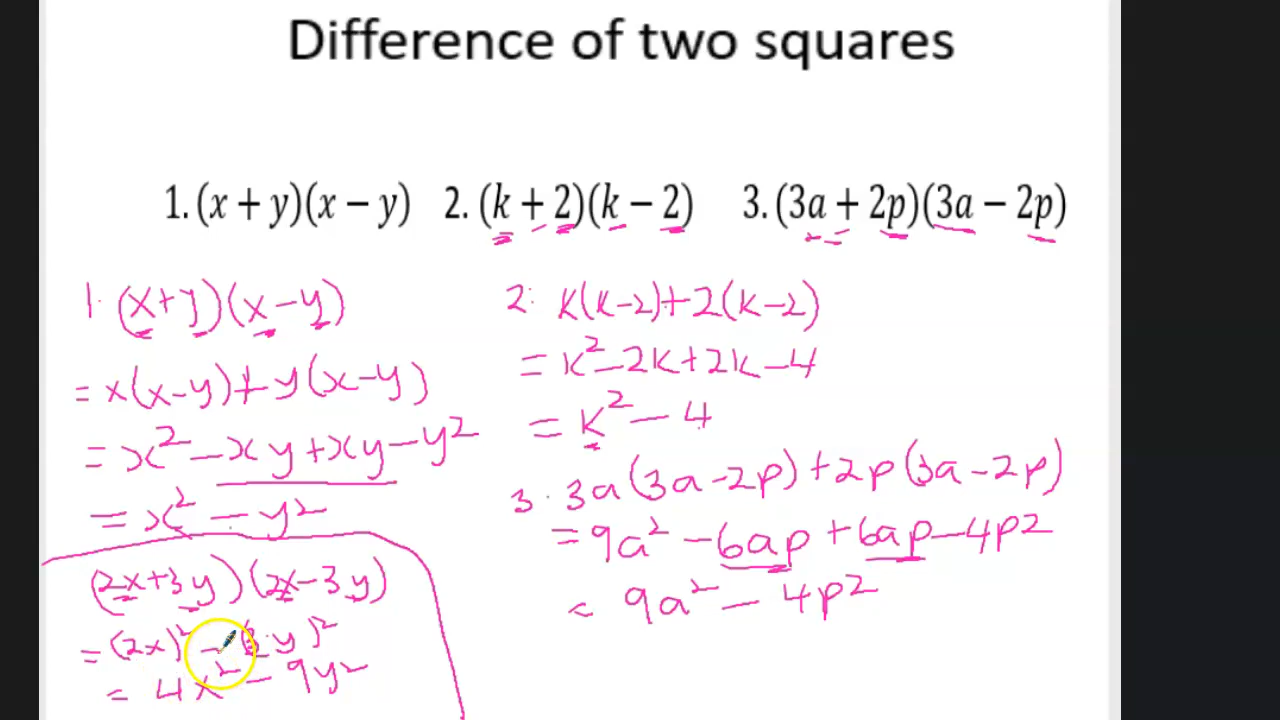 Difference of two squares
1. (x + y)(x − y) 2. (k + 2)(k − 2) 3. (3a + 2p)(3a − 2p)
1. (x+y)(x-y)
= x(x-y)+y(x-y)
= x² - xy + xy - y²
= x² - y²
2. k(k-2)+2(k-2)
= k² - 2k + 2k - 4
= k² - 4
3. 3a(3a-2p)+2p(3a-2p)
= 9a² - 6ap + 6ap - 4p²
= 9a² - 4p²
(2x+3y)(2x-3y)
= (2x)² - (3y)²
= 4x² - 9y²